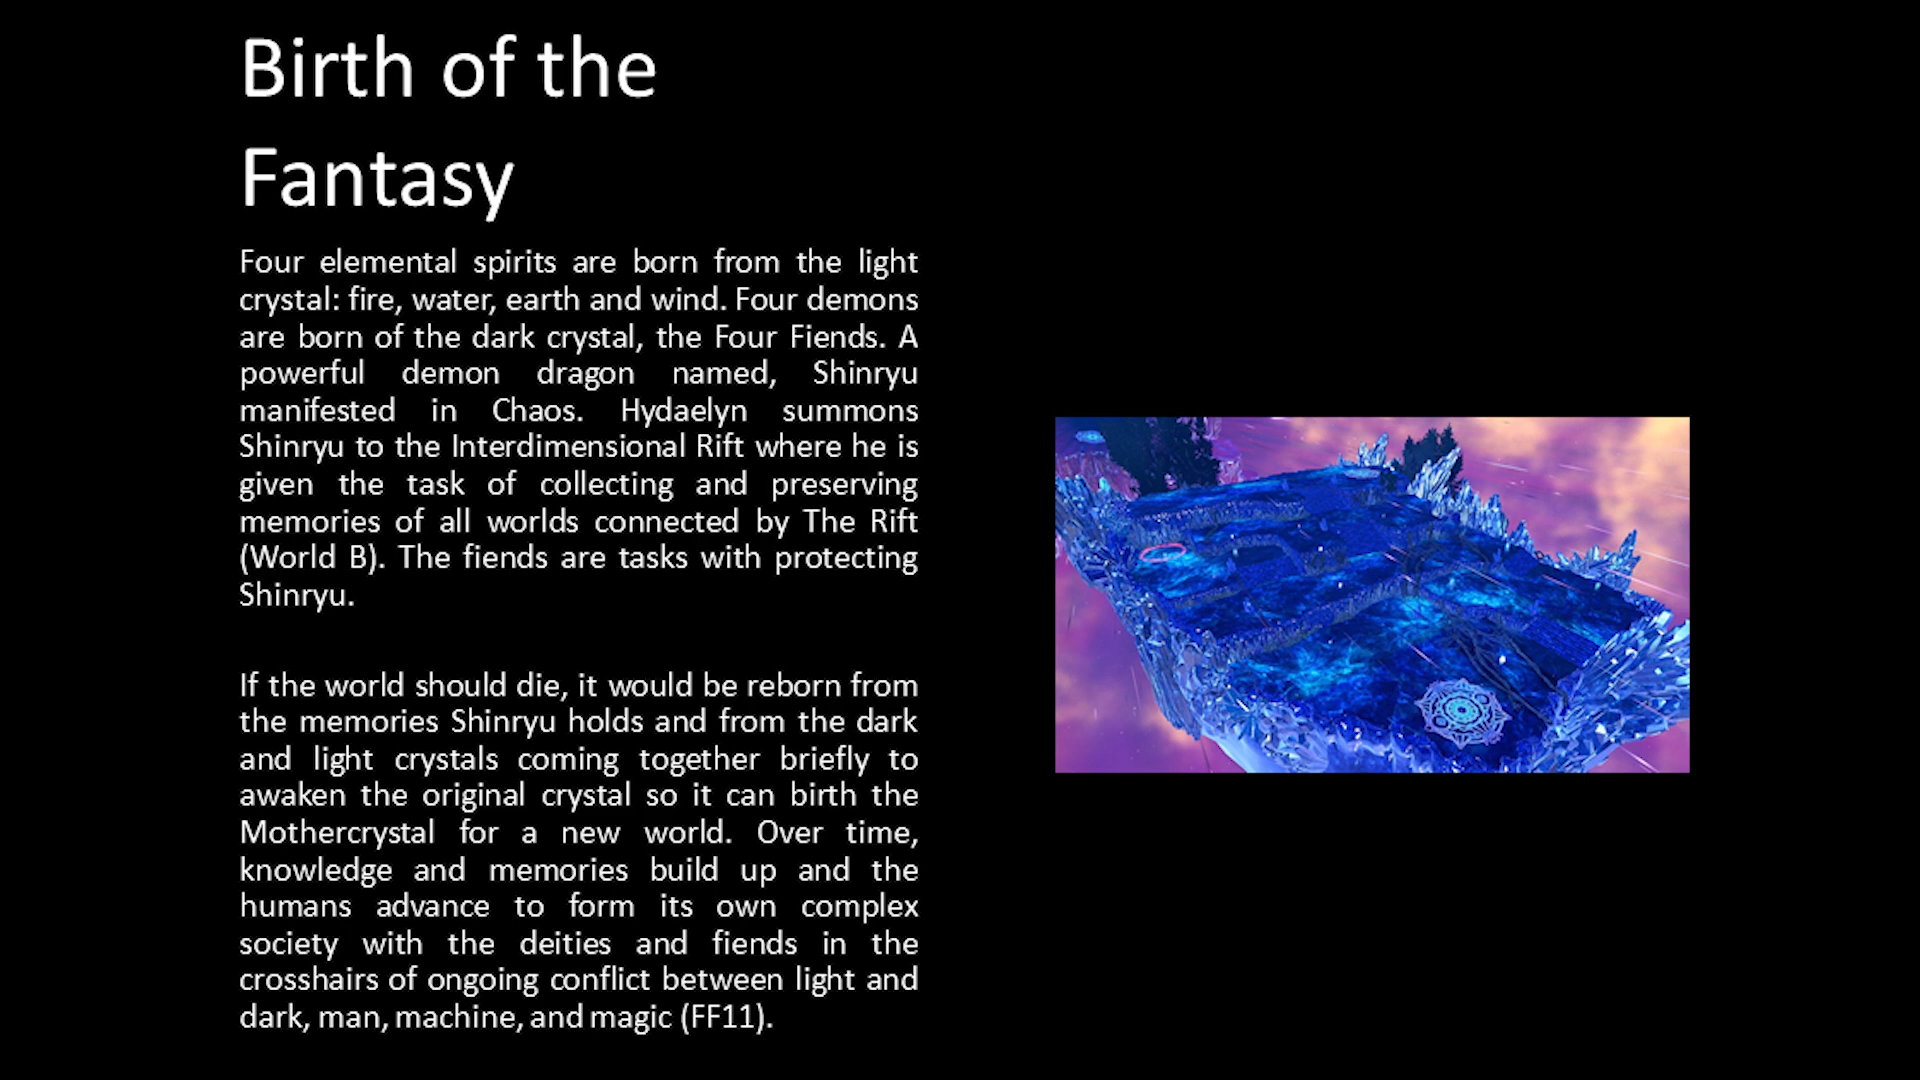 Birth of the
Fantasy
Four elemental spirits are born from the light
crystal: fire, water, earth and wind. Four demons
are born of the dark crystal, the Four Fiends. A
powerful demon dragon named, Shinryu
manifested in Chaos. Hydaelyn summons
Shinryu to the Interdimensional Rift where he is
given the task of collecting and preserving
memories of all worlds connected by The Rift
(World B). The fiends are tasks with protecting
Shinryu.
If the world should die, it would be reborn from
the memories Shinryu holds and from the dark
and light crystals coming together briefly to
awaken the original crystal so it can birth the
Mothercrystal for a new world. Over time,
knowledge and memories build up and the
humans advance to form its own complex
society with the deities and fiends in the
crosshairs of ongoing conflict between light and
dark, man, machine, and magic (FF11).